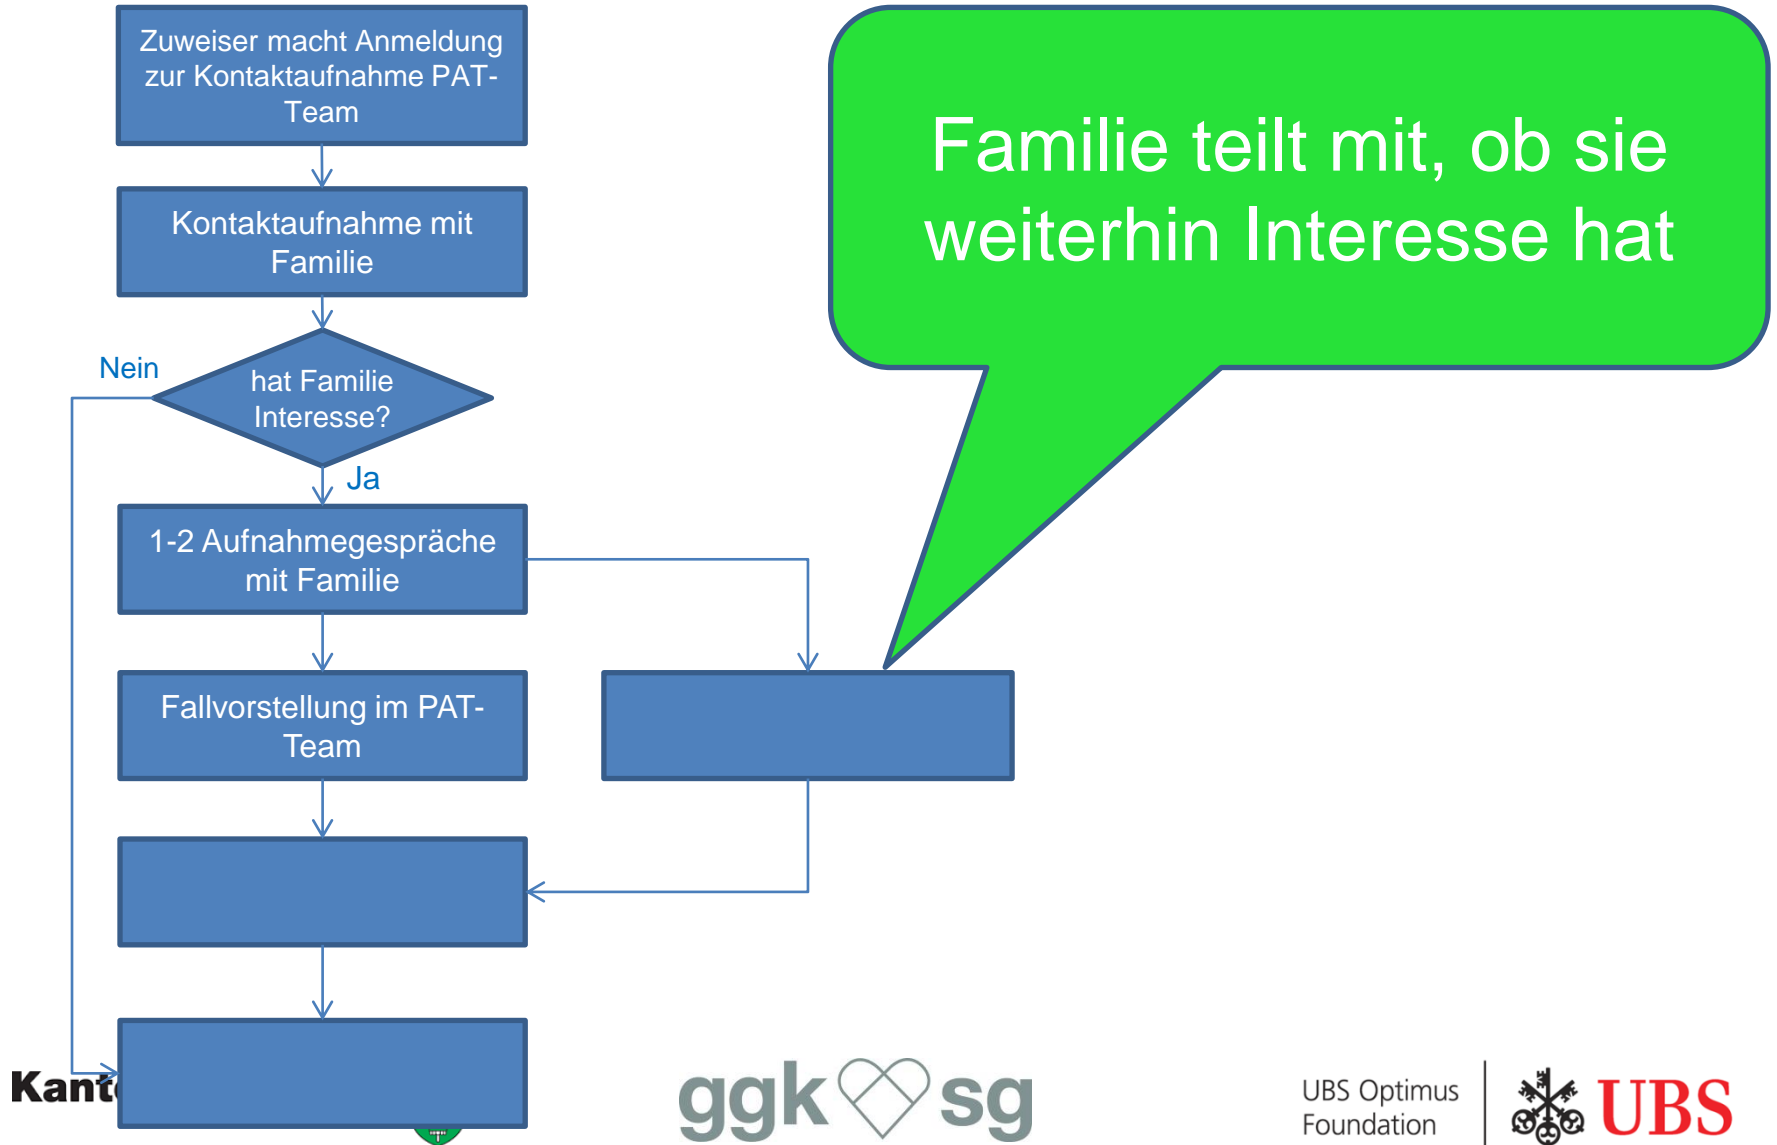 Zuweiser macht Anmeldung
zur Kontaktaufnahme PAT-
Team
Kontaktaufnahme mit
Familie
Nein
hat Familie
Interesse?
Ja
1-2 Aufnahmegespräche
mit Familie
Fallvorstellung im PAT-
Team
Familie teilt mit, ob sie
weiterhin Interesse hat
ggk sg
UBS Optimus
Foundation
UBS